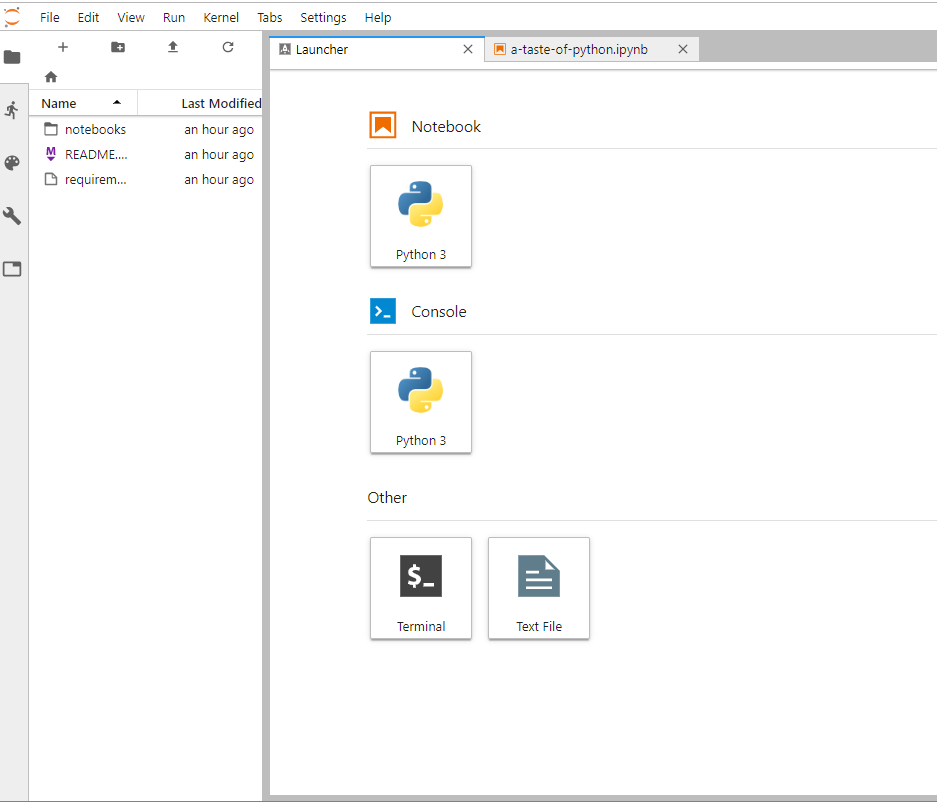 File Edit View Run Kernel Tabs Settings Help
Launcher
a-taste-of-python.ipynb
Name Last Modified
notebooks an hour ago
README.... an hour ago
requirem... an hour ago
Notebook
Python 3
Console
Python 3
Other
$_
Terminal
Text File